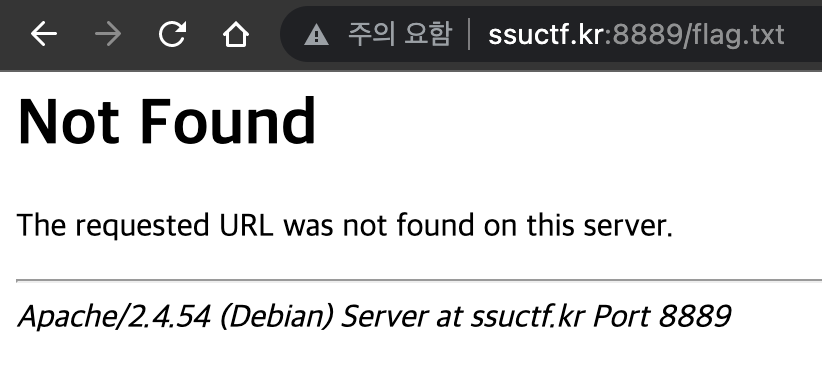 주의 요함 ssuctf.kr:8889/flag.txt
Not Found
The requested URL was not found on this server.
Apache/2.4.54 (Debian) Server at ssuctf.kr Port 8889